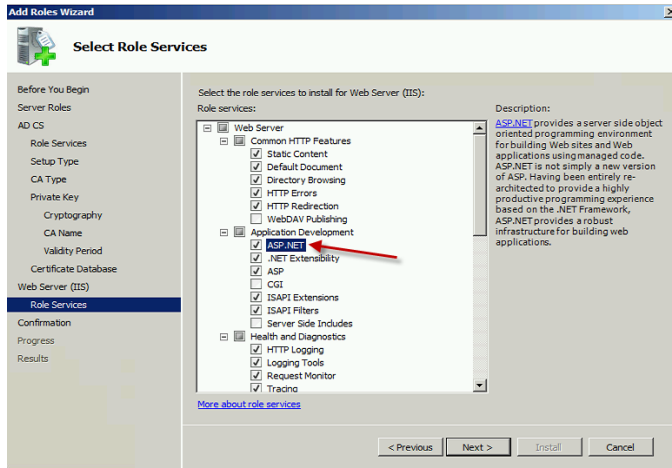 Add Roles Wizard
Select Role Services
Before You Begin
Server Roles
AD CS
Role Services
Setup Type
CA Type
Private Key
Cryptography
CA Name
Validity Period
Certificate Database
Web Server (IIS)
Role Services
Confirmation
Progress
Results
Select the role services to install for Web Server (IIS):
Role services:
Web Server
Common HTTP Features
Static Content
Default Document
Directory Browsing
HTTP Errors
HTTP Redirection
WebDAV Publishing
Application Development
ASP.NET
.NET Extensibility
ASP
CGI
ISAPI Extensions
ISAPI Filters
Server Side Includes
Health and Diagnostics
HTTP Logging
Logging Tools
Request Monitor
Tracing
More about role services
Description:
ASP.NET provides a server side object
oriented programming environment
for building Web sites and Web
applications using managed code.
ASP.NET is not simply a new version
of ASP. Having been entirely re-
architected to provide a highly
productive programming experience
based on the .NET Framework,
ASP.NET provides a robust
infrastructure for building web
applications.
< Previous
Next >
Install
Cancel